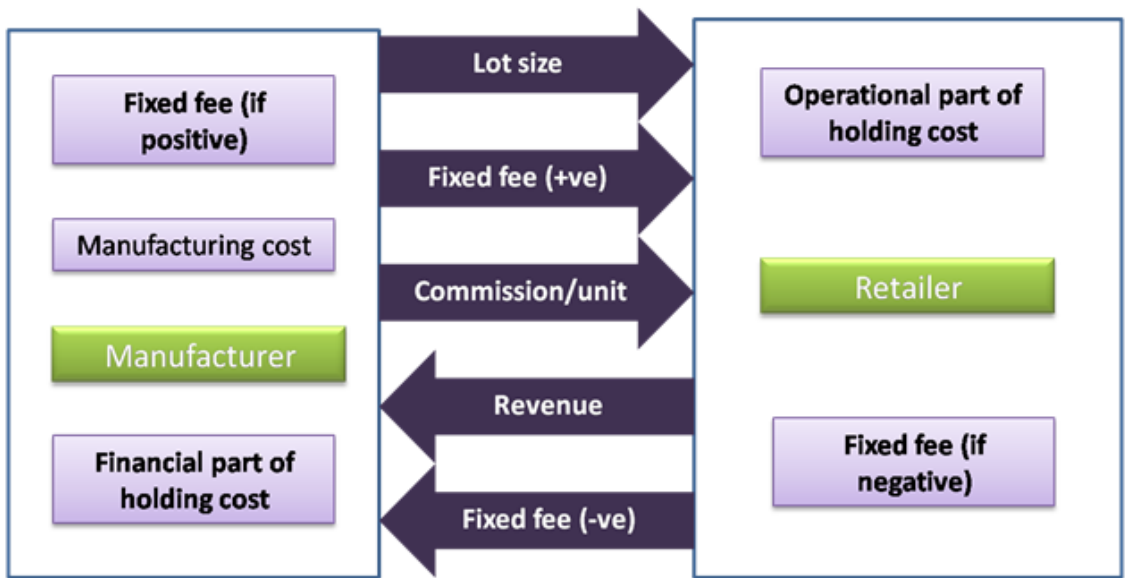 Fixed fee (if
positive)
Manufacturing cost
Manufacturer
Financial part of
holding cost
Lot size
Fixed fee (+ve)
Commission/unit
Revenue
Fixed fee (-ve)
Operational part of
holding cost
Retailer
Fixed fee (if
negative)